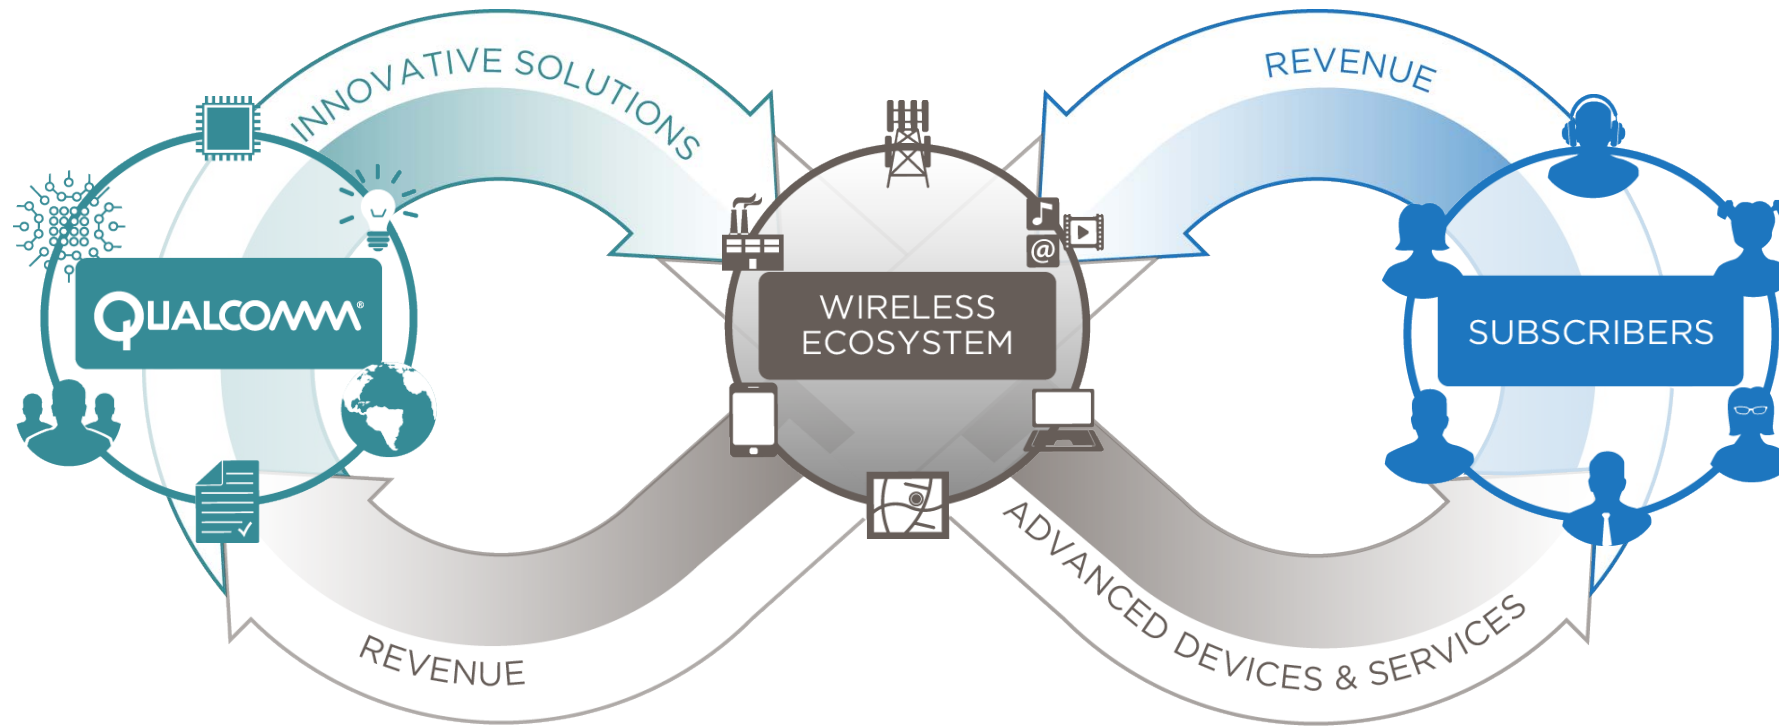 INNOVATIVE SOLUTIONS
REVENUE
QUALCOMM®
WIRELESS
ECOSYSTEM
@
SUBSCRIBERS
REVENUE
ADVANCED DEVICES & SERVICES